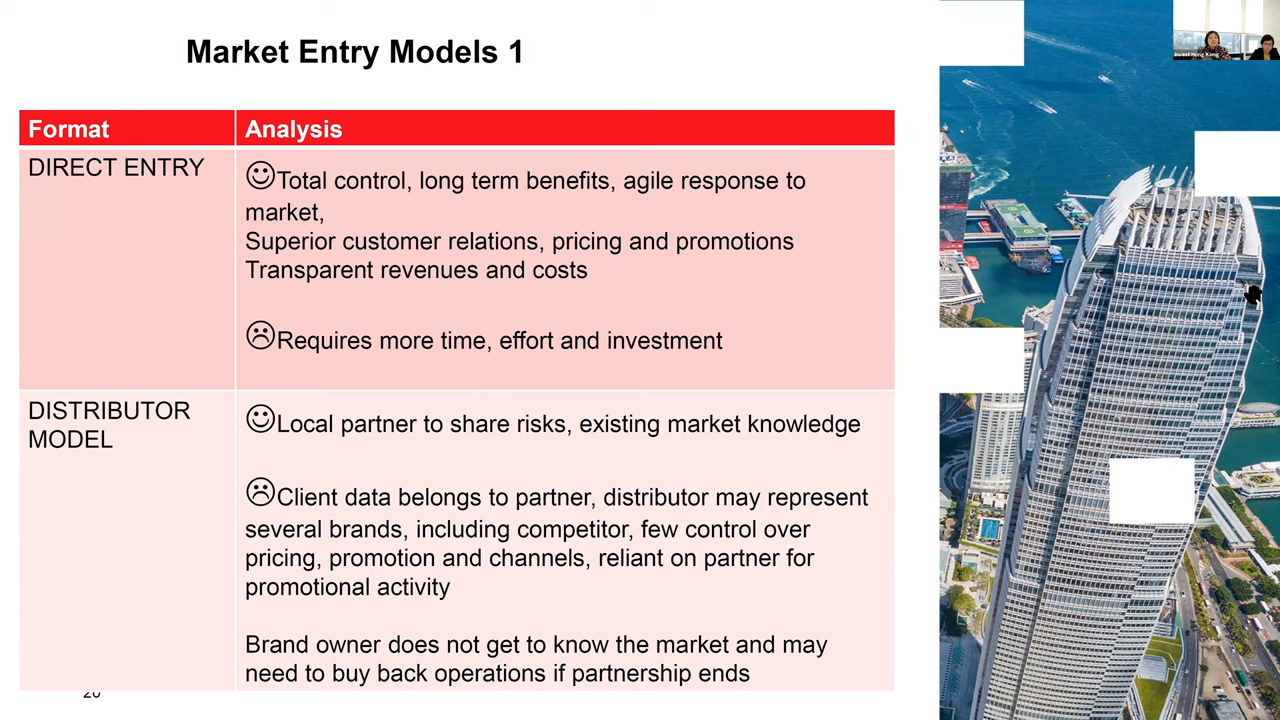 Market Entry Models 1
Invest Hong Kong
Format
Analysis
DIRECT ENTRY
Total control, long term benefits, agile response to
market,
Superior customer relations, pricing and promotions
Transparent revenues and costs
Requires more time, effort and investment
DISTRIBUTOR
MODEL
Local partner to share risks, existing market knowledge
Client data belongs to partner, distributor may represent
several brands, including competitor, few control over
pricing, promotion and channels, reliant on partner for
promotional activity
Brand owner does not get to know the market and may
need to buy back operations if partnership ends